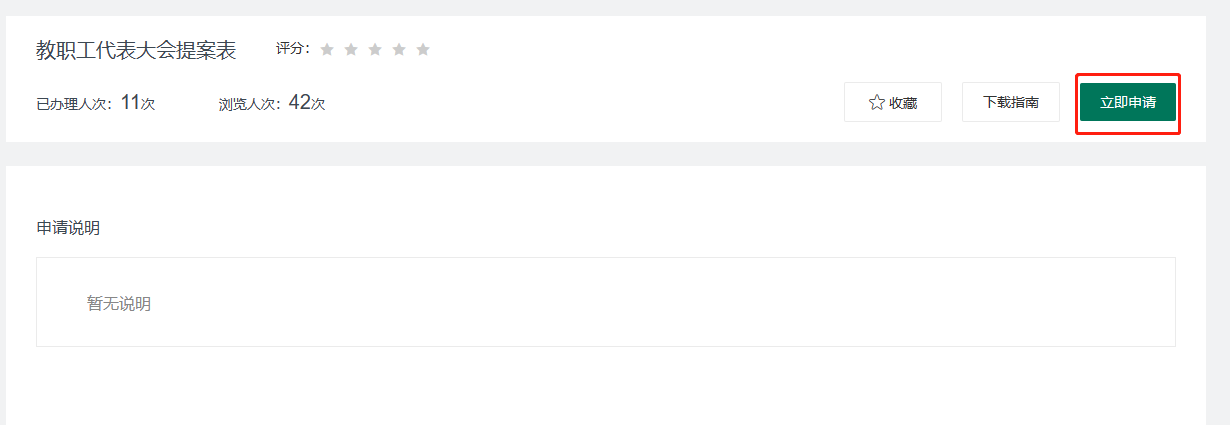 教职工代表大会提案表 评分：
已办理人次：11次 浏览人次：42次 收藏 下载指南 立即申请
申请说明
暂无说明